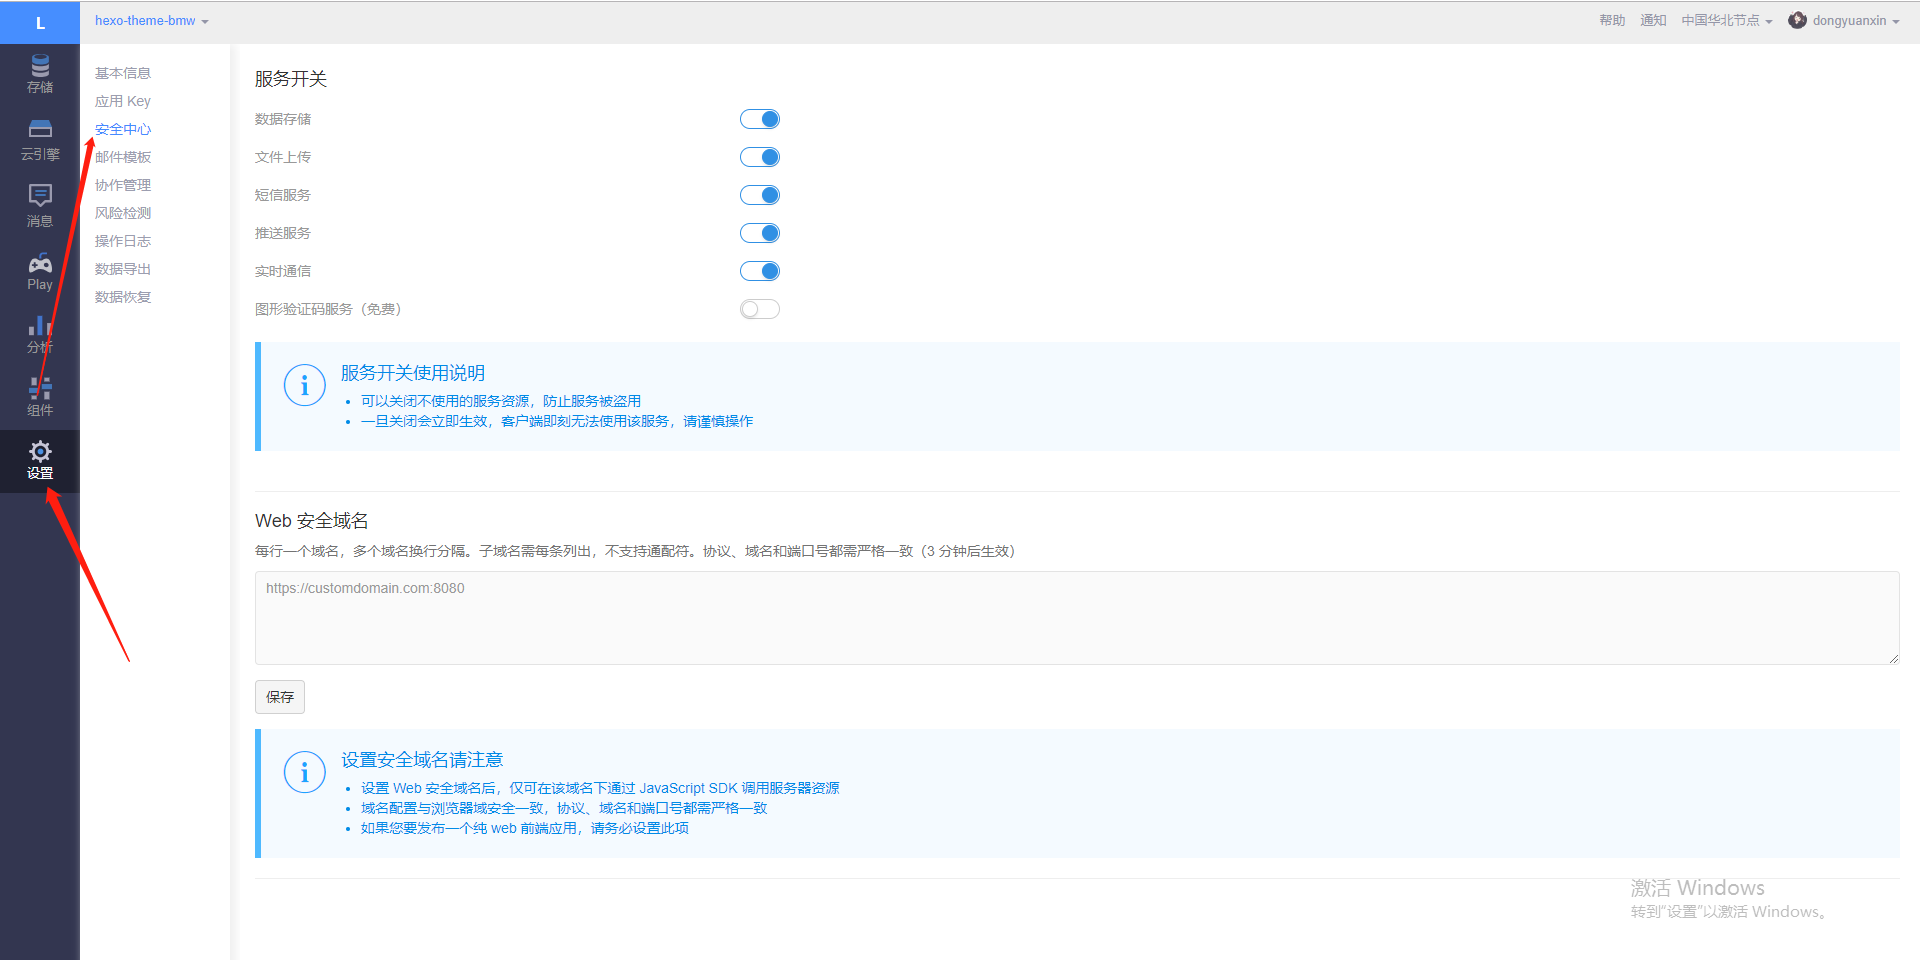 L
hexo-theme-bmw
帮助
通知
中国华北节点
dongyuanxin
存储
云引擎
消息
Play
分析
组件
设置
基本信息
应用 Key
安全中心
邮件模板
协作管理
风险检测
操作日志
数据导出
数据恢复
服务开关
数据存储
文件上传
短信服务
推送服务
实时通信
图形验证码服务（免费）
服务开关使用说明
可以关闭不使用的服务资源，防止服务被盗用
一旦关闭会立即生效，客户端即刻无法使用该服务，请谨慎操作
Web 安全域名
每行一个域名，多个域名换行分隔。子域名需每条列出，不支持通配符。协议、域名和端口号都需严格一致（3 分钟后生效）
https://customdomain.com:8080
保存
设置安全域名请注意
设置 Web 安全域名后，仅可在该域名下通过 JavaScript SDK 调用服务器资源
域名配置与浏览器域安全一致，协议、域名和端口号都需严格一致
如果您要发布一个纯 web 前端应用，请务必设置此项
激活 Windows
转到“设置”以激活 Windows。